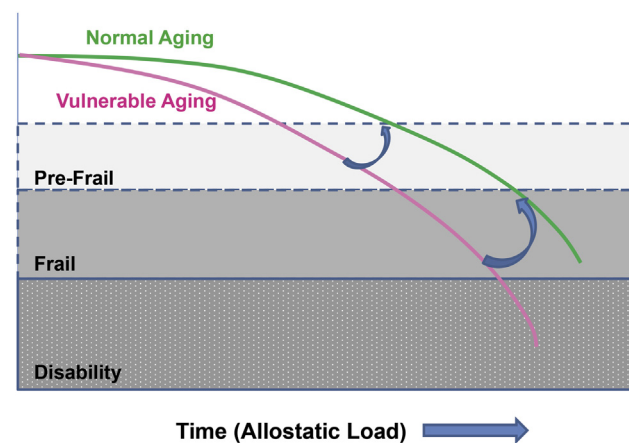 Normal Aging
Vulnerable Aging
Pre-Frail
Frail
Disability
Time (Allostatic Load)